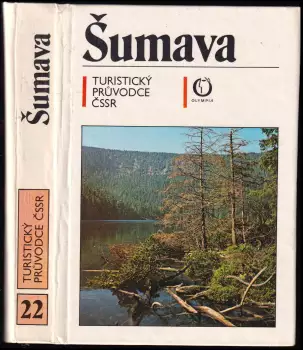 Šumava
TURISTICKÝ
PRŮVODCE
ČSSR
OLYMPIA
Šumava
TURISTICKÝ
PRŮVODCE ČSSR
22